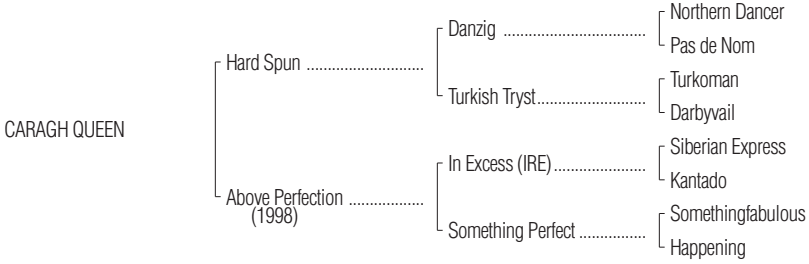 Northern Dancer
Danzig ..................................
Pas de Nom
Hard Spun ............................
Turkoman
Turkish Tryst..........................
Darbyvail
CARAGH QUEEN
Siberian Express
In Excess (IRE)......................
Kantado
Above Perfection ..................
(1998)
Somethingfabulous
Something Perfect ................
Happening